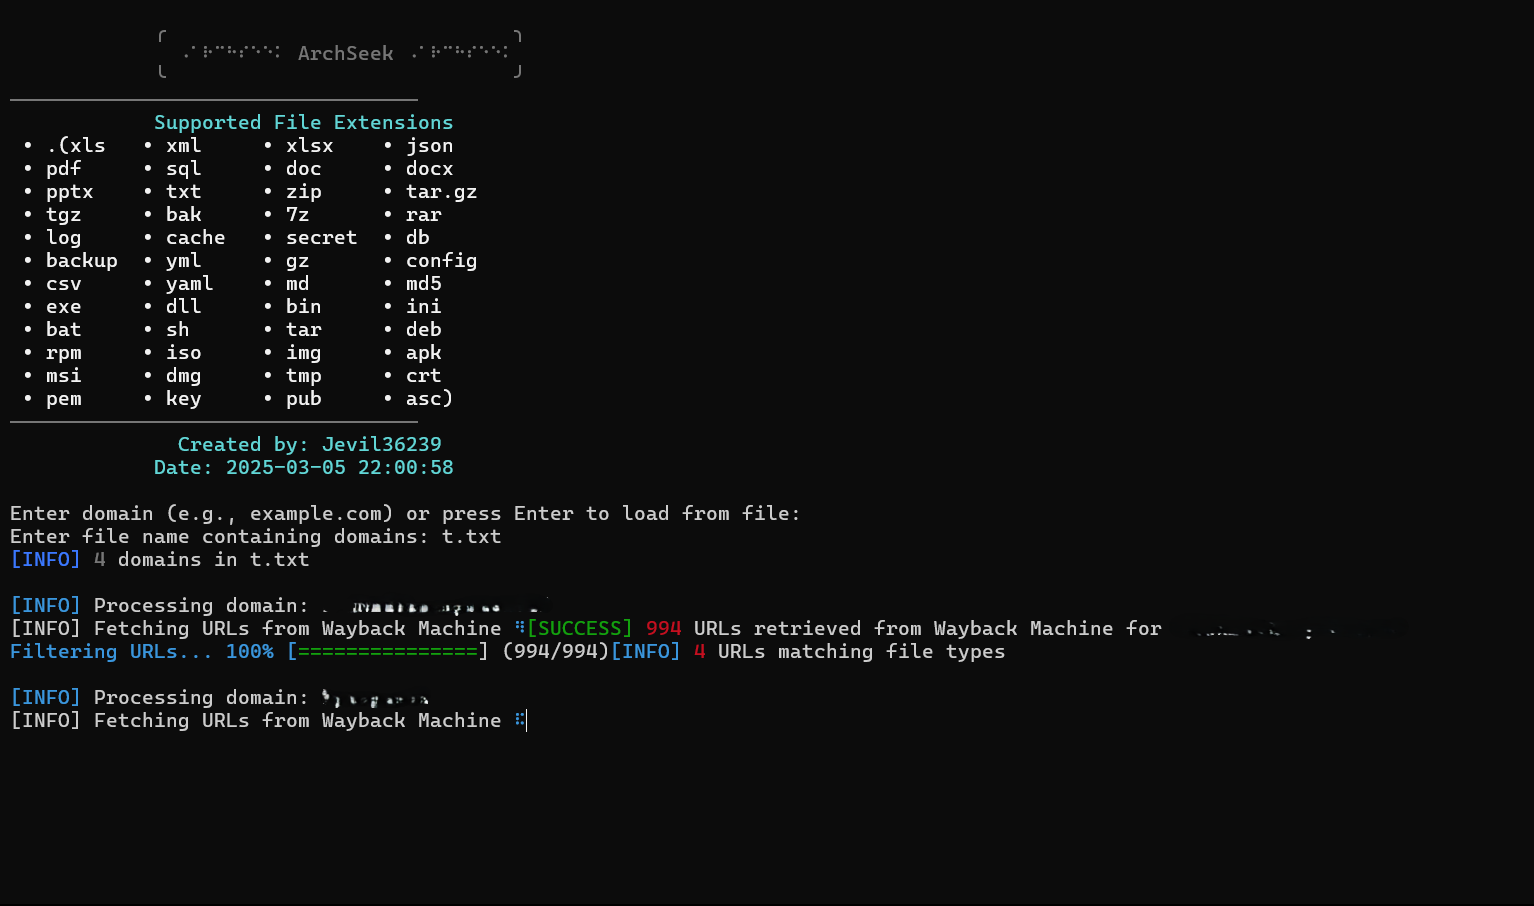 ArchSeek
Supported File Extensions
• .(xls • xml • xlsx • json
• pdf • sql • doc • docx
• pptx • txt • zip • tar.gz
• tgz • bak • 7z • rar
• log • cache • secret • db
• backup • yml • gz • config
• csv • yaml • md • md5
• exe • dll • bin • ini
• bat • sh • tar • deb
• rpm • iso • img • apk
• msi • dmg • tmp • crt
• pem • key • pub • asc)
Created by: Jevil36239
Date: 2025-03-05 22:00:58
Enter domain (e.g., example.com) or press Enter to load from file:
Enter file name containing domains: t.txt
[INFO] 4 domains in t.txt
[INFO] Processing domain:
[INFO] Fetching URLs from Wayback Machine [SUCCESS] 994 URLs retrieved from Wayback Machine for
Filtering URLs... 100% [===============] (994/994)[INFO] 4 URLs matching file types
[INFO] Processing domain:
[INFO] Fetching URLs from Wayback Machine